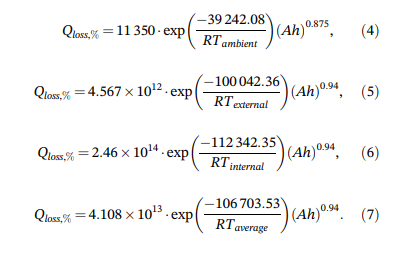 Q_{loss,%} = 11 350 · exp(−39 242.08 / RT_{ambient}) (Ah)^{0.875}, (4)
Q_{loss,%} = 4.567 × 10^{12} · exp(−100 042.36 / RT_{external}) (Ah)^{0.94}, (5)
Q_{loss,%} = 2.46 × 10^{14} · exp(−112 342.35 / RT_{internal}) (Ah)^{0.94}, (6)
Q_{loss,%} = 4.108 × 10^{13} · exp(−106 703.53 / RT_{average}) (Ah)^{0.94}. (7)